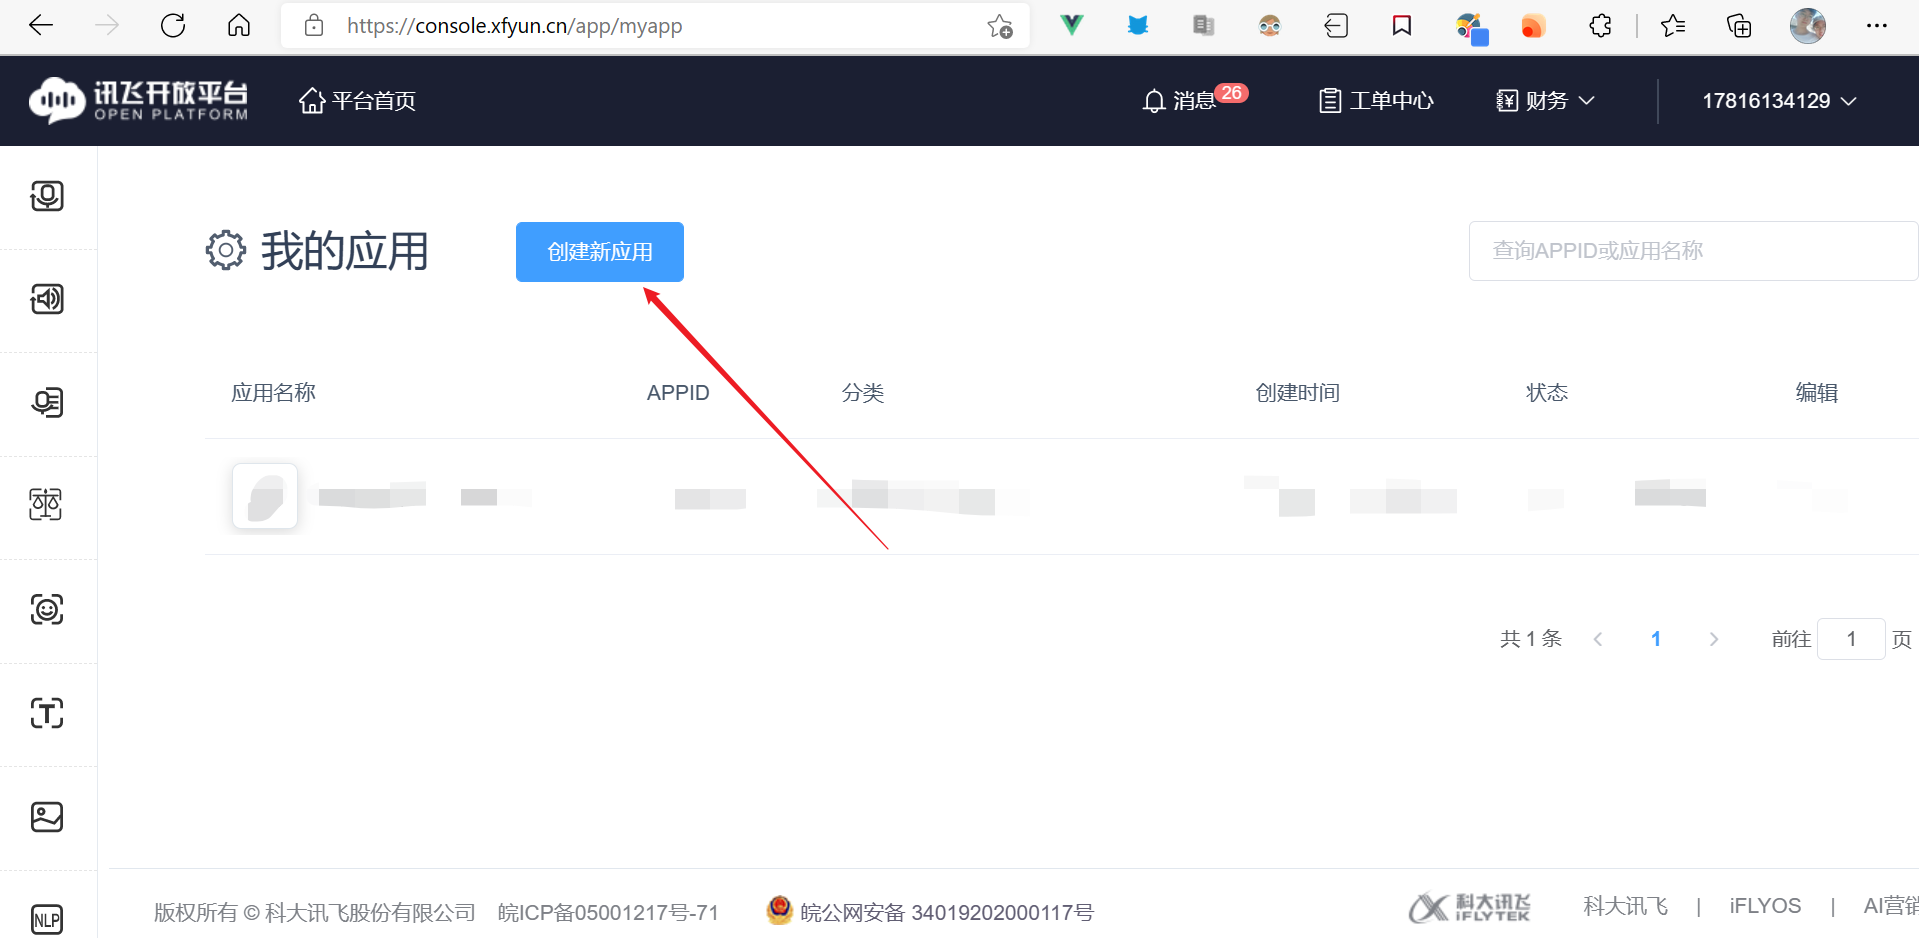 https://console.xfyun.cn/app/myapp
讯飞开放平台
OPEN PLATFORM
平台首页
消息
26
工单中心
财务
17816134129
我的应用
创建新应用
查询APPID或应用名称
应用名称
APPID
分类
创建时间
状态
编辑
共 1 条
1
前往
1
页
NLP
版权所有 © 科大讯飞股份有限公司
皖ICP备05001217号-71
皖公网安备 34019202000117号
科大讯飞
iFLYTEK
科大讯飞
|
iFLYOS
|
AI营销